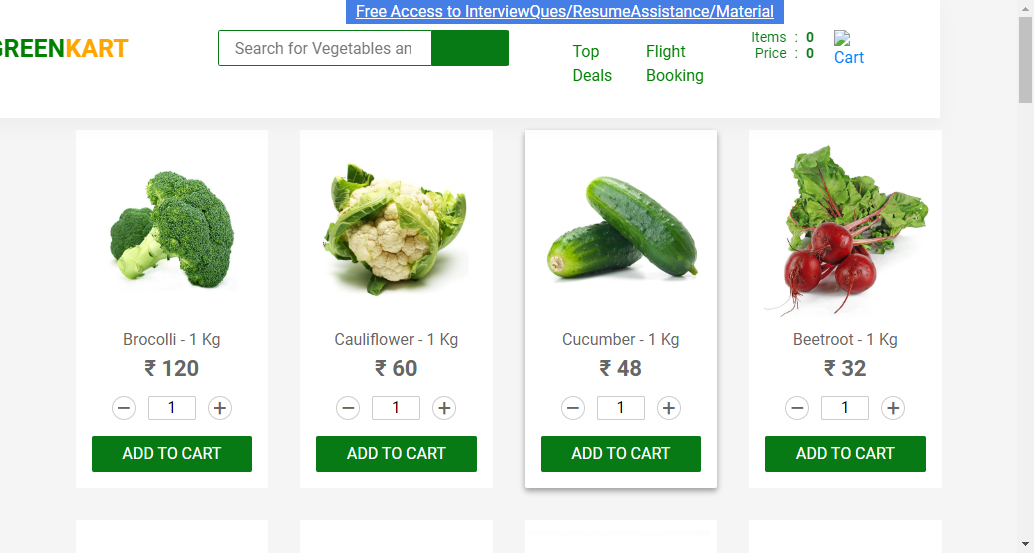 Free Access to InterviewQues/ResumeAssistance/Material
GREENKART
Search for Vegetables an
Top Deals
Flight Booking
Items : 0
Price : 0
Cart
Brocolli - 1 Kg
₹ 120
1
ADD TO CART
Cauliflower - 1 Kg
₹ 60
1
ADD TO CART
Cucumber - 1 Kg
₹ 48
1
ADD TO CART
Beetroot - 1 Kg
₹ 32
1
ADD TO CART